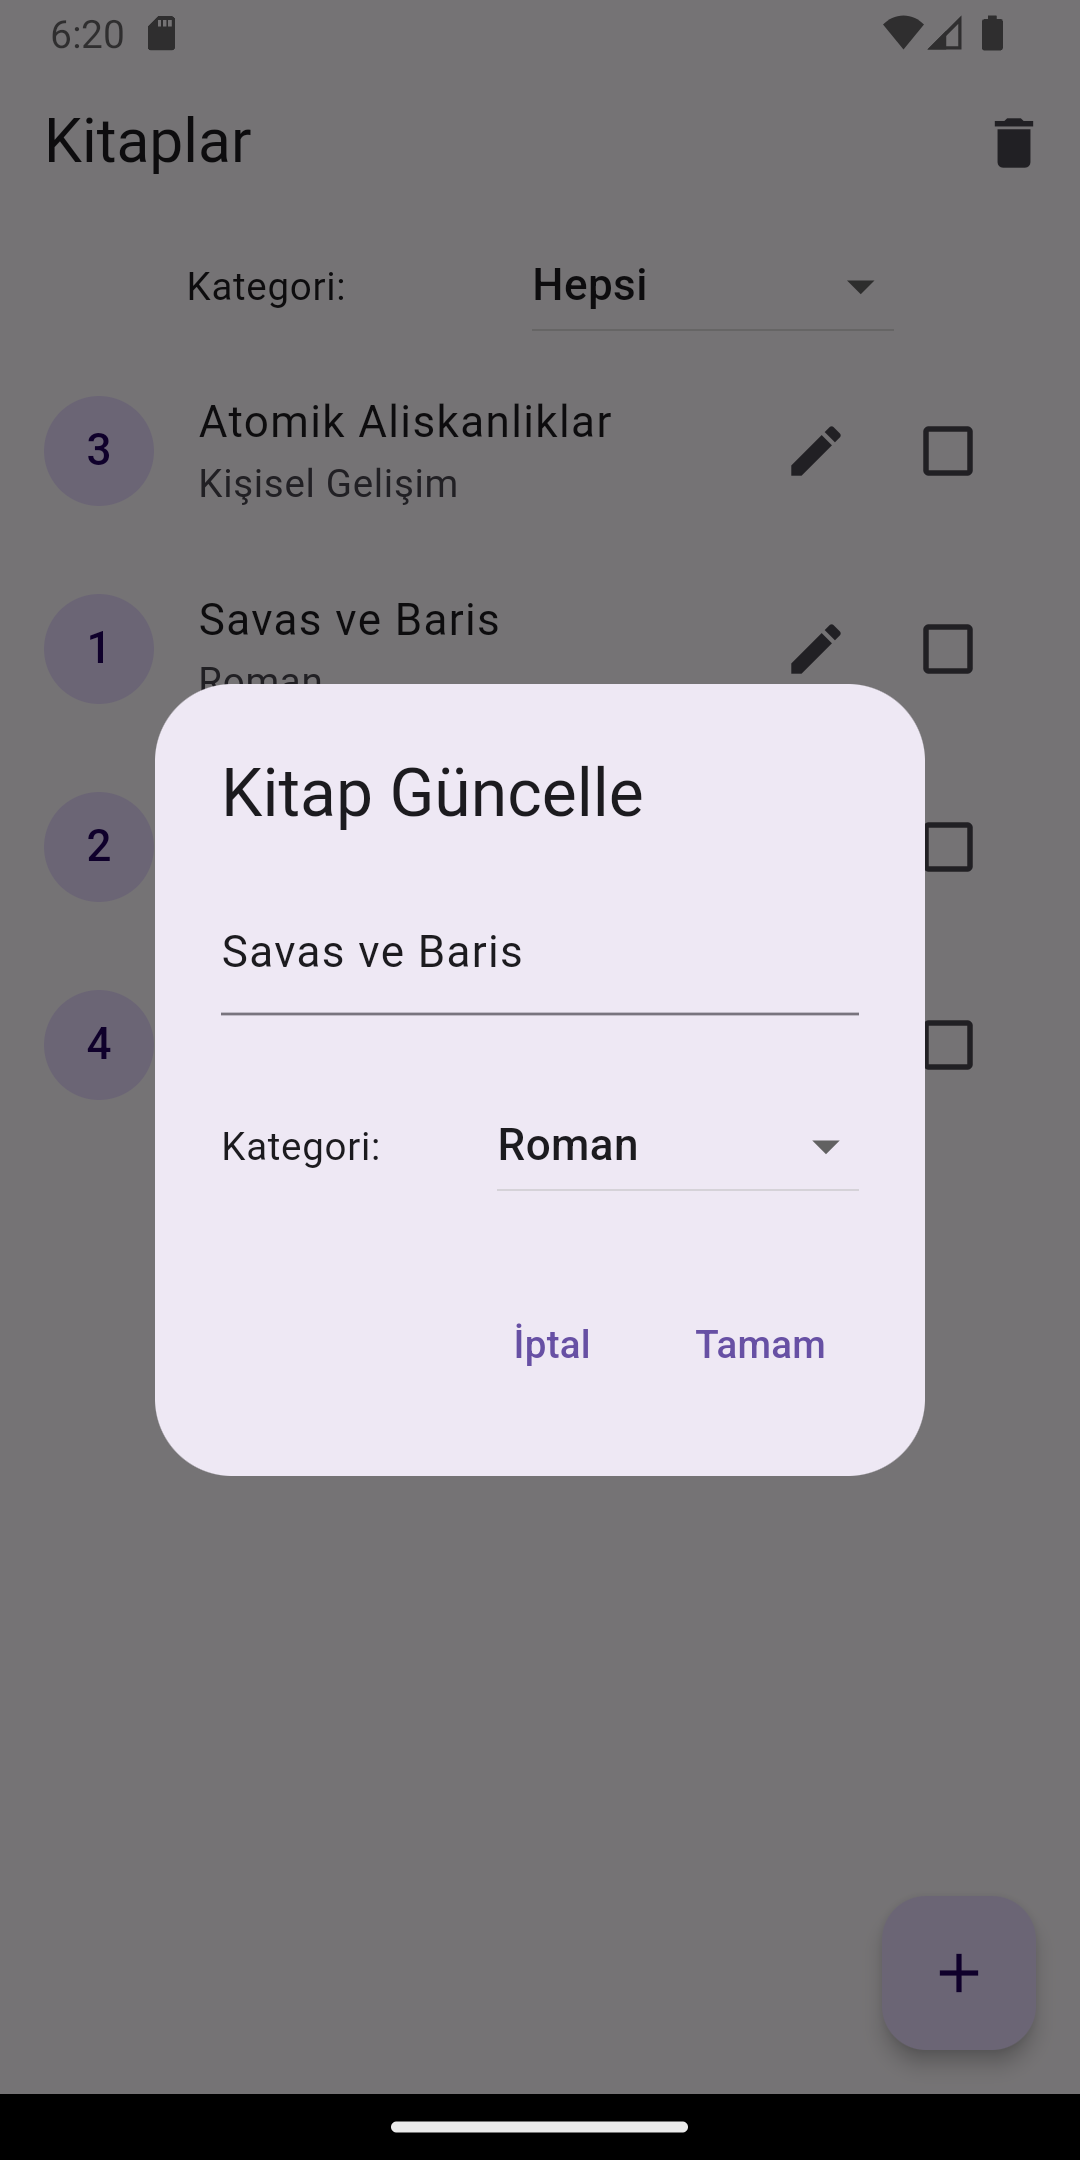 6:20
Kitaplar
Kategori: Hepsi
3 Atomik Aliskanliklar
Kişisel Gelişim
1 Savas ve Baris
Roman
2
4
Kitap Güncelle
Savas ve Baris
Kategori: Roman
İptal Tamam